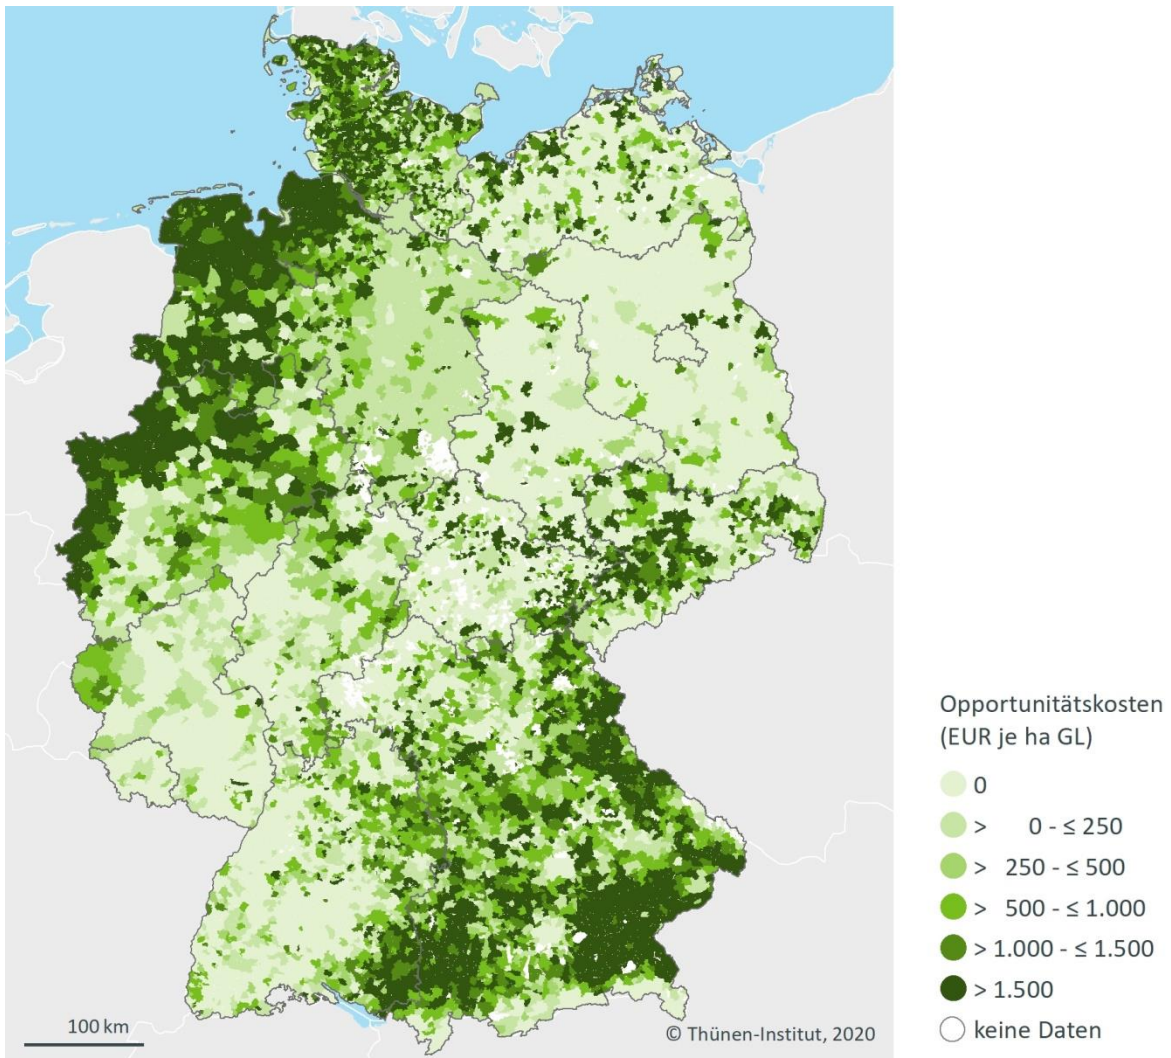 100 km
© Thünen-Institut, 2020
Opportunitätskosten
(EUR je ha GL)
0
> 0 - ≤ 250
> 250 - ≤ 500
> 500 - ≤ 1.000
> 1.000 - ≤ 1.500
> 1.500
keine Daten